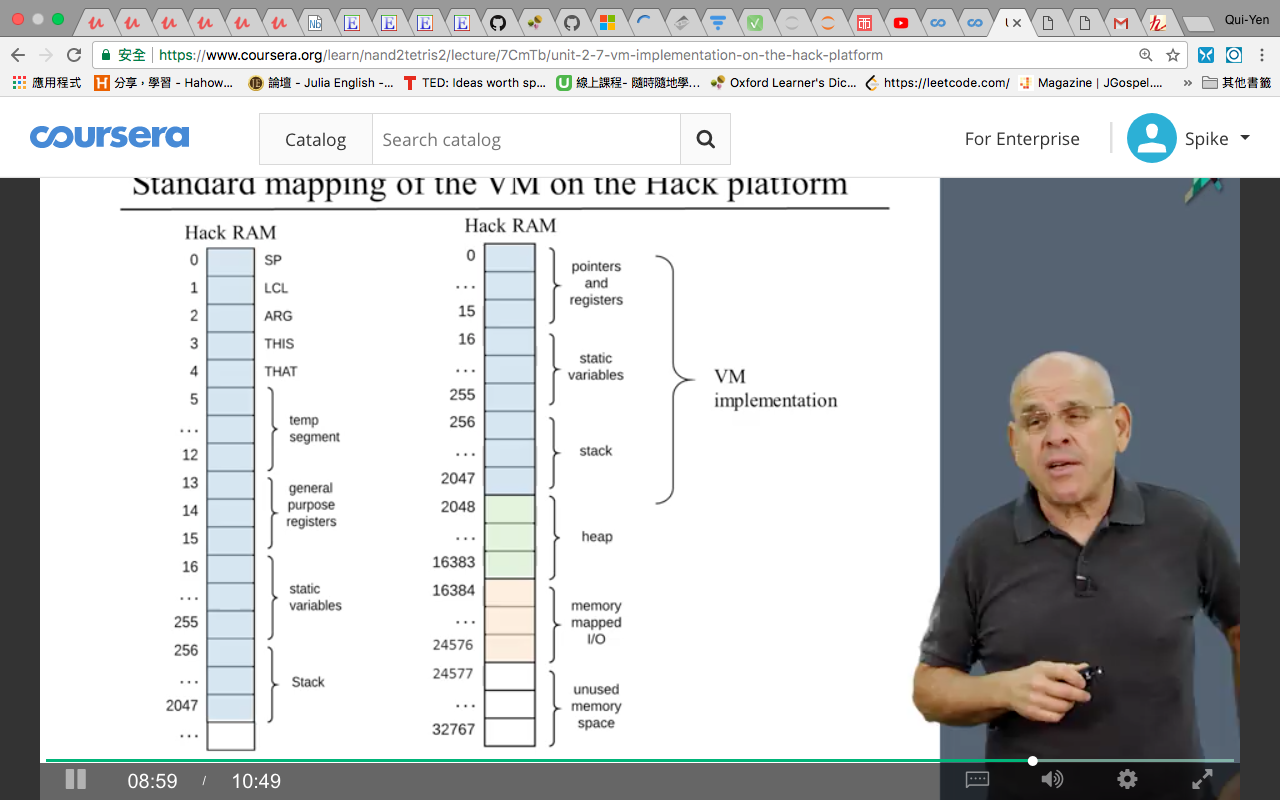 Qui-Yen
安全 https://www.coursera.org/learn/nand2tetris2/lecture/7CmTb/unit-2-7-vm-implementation-on-the-hack-platform
應用程式 分享，學習 - Hahow... 論壇 - Julia English -... TED: Ideas worth sp... 線上課程- 隨時隨地學... Oxford Learner's Dic... https://leetcode.com/ Magazine | JGospel.... » 其他書籤
coursera
Catalog
Search catalog
For Enterprise
Spike
Standard mapping of the VM on the Hack platform
Hack RAM
0 SP
1 LCL
2 ARG
3 THIS
4 THAT
5
...
12
temp
segment
13
14
15
general
purpose
registers
16
...
255
static
variables
256
...
2047
Stack
...
Hack RAM
0
...
15
pointers
and
registers
16
...
255
static
variables
256
...
2047
stack
2048
...
16383
heap
16384
...
24576
memory
mapped
I/O
24577
...
32767
unused
memory
space
VM
implementation
08:59 / 10:49